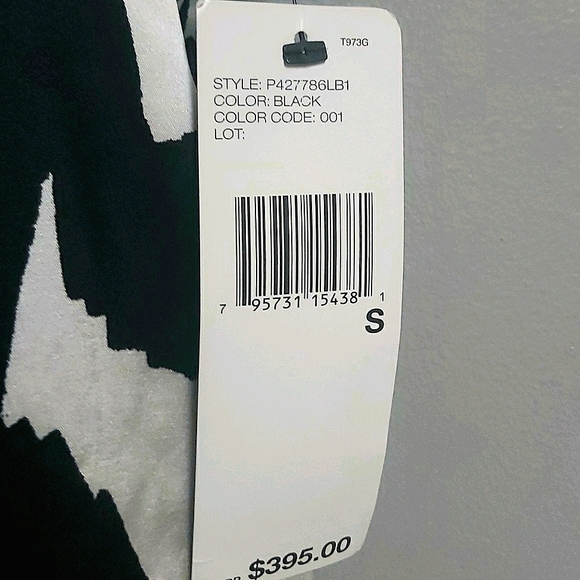 T973G
STYLE: P427786LB1
COLOR: BLACK
COLOR CODE: 001
LOT:
7 95731 15438 1
S
$395.00